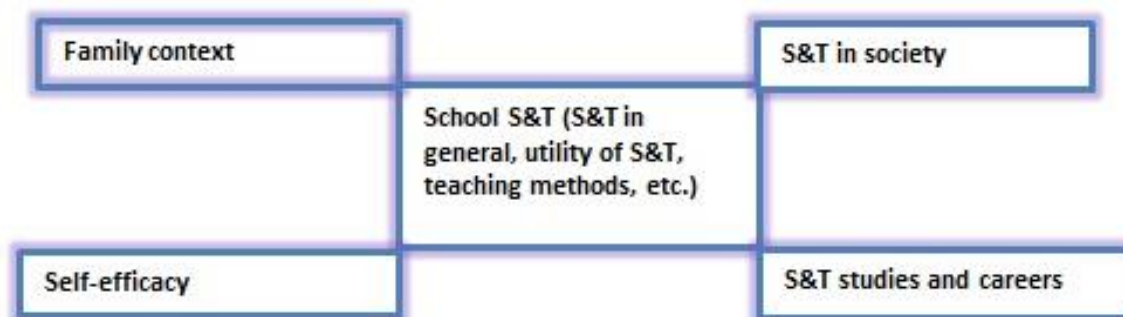 Family context
S&T in society
School S&T (S&T in
general, utility of S&T,
teaching methods, etc.)
Self-efficacy
S&T studies and careers